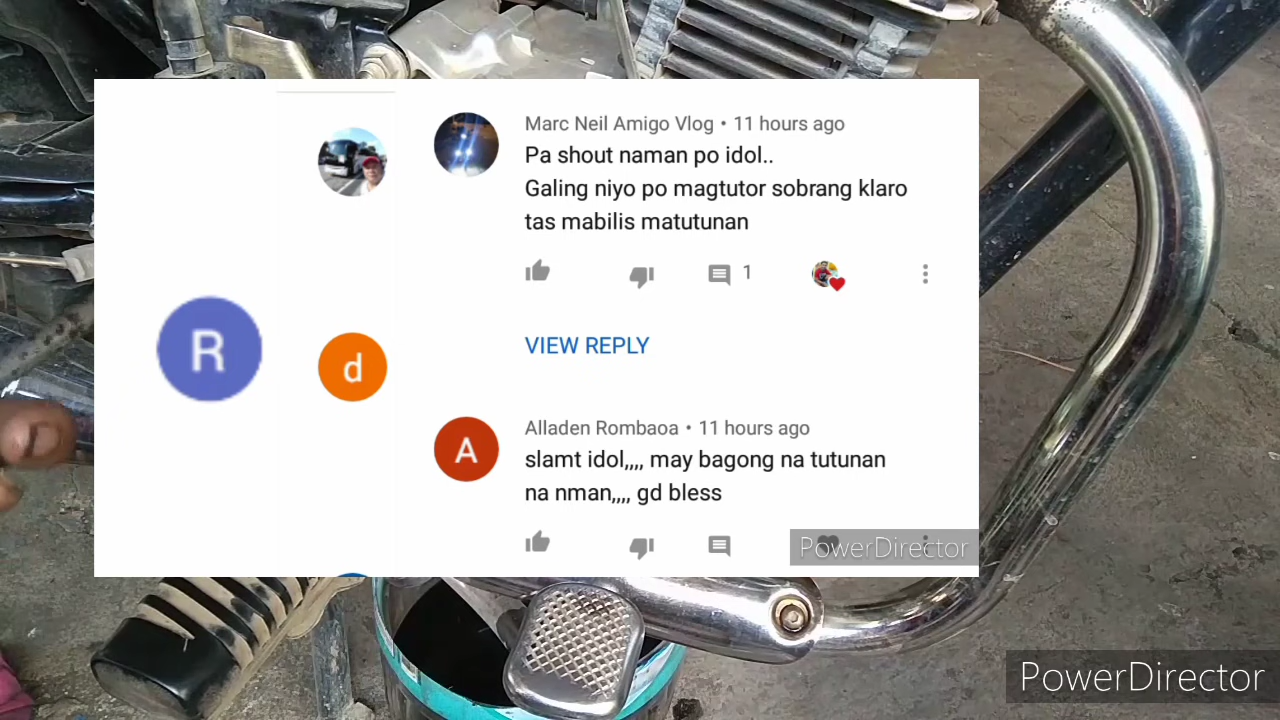 Marc Neil Amigo Vlog • 11 hours ago
Pa shout naman po idol..
Galing niyo po magtutor sobrang klaro
tas mabilis matutunan
1
VIEW REPLY
R
d
A
Alladen Rombaoa • 11 hours ago
slamt idol,,,, may bagong na tutunan
na nman,,,, gd bless
PowerDirector
PowerDirector